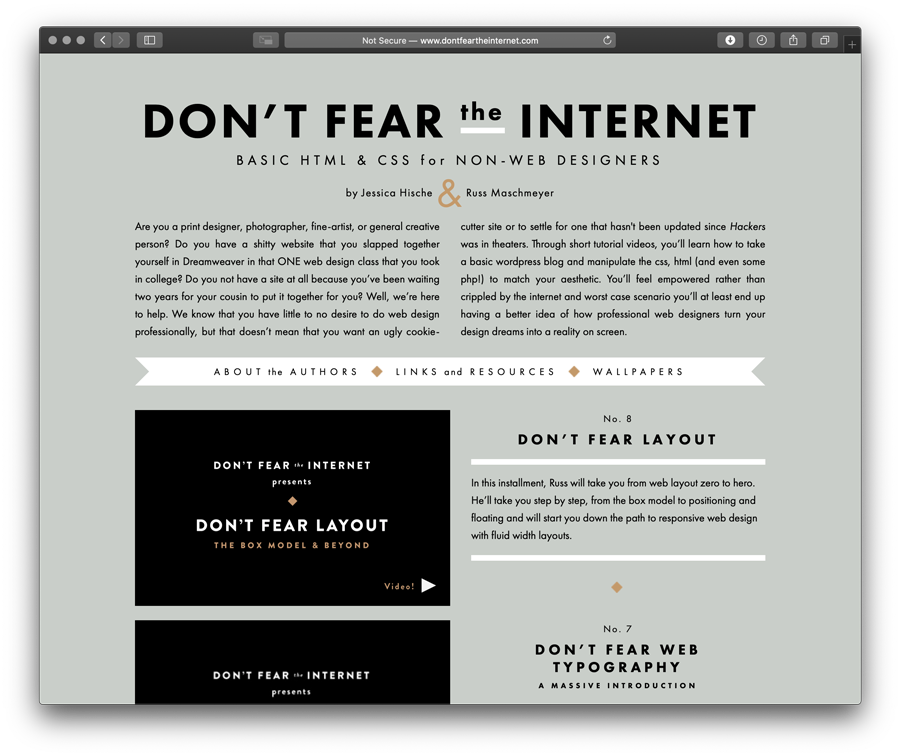 Not Secure — www.dontfeartheinternet.com
DON’T FEAR the INTERNET
BASIC HTML & CSS for NON-WEB DESIGNERS
by Jessica Hische & Russ Maschmeyer
Are you a print designer, photographer, fine-artist, or general creative
person? Do you have a shitty website that you slapped together
yourself in Dreamweaver in that ONE web design class that you took
in college? Do you not have a site at all because you’ve been waiting
two years for your cousin to put it together for you? Well, we’re here
to help. We know that you have little to no desire to do web design
professionally, but that doesn’t mean that you want an ugly cookie-
cutter site or to settle for one that hasn't been updated since Hackers
was in theaters. Through short tutorial videos, you’ll learn how to take
a basic wordpress blog and manipulate the css, html (and even some
php!) to match your aesthetic. You’ll feel empowered rather than
crippled by the internet and worst case scenario you’ll at least end up
having a better idea of how professional web designers turn your
design dreams into a reality on screen.
ABOUT the AUTHORS ◆ LINKS and RESOURCES ◆ WALLPAPERS
DON’T FEAR the INTERNET
presents
DON’T FEAR LAYOUT
THE BOX MODEL & BEYOND
Video!
No. 8
DON’T FEAR LAYOUT
In this installment, Russ will take you from web layout zero to hero.
He’ll take you step by step, from the box model to positioning and
floating and will start you down the path to responsive web design
with fluid width layouts.
DON’T FEAR the INTERNET
presents
No. 7
DON’T FEAR WEB
TYPOGRAPHY
A MASSIVE INTRODUCTION